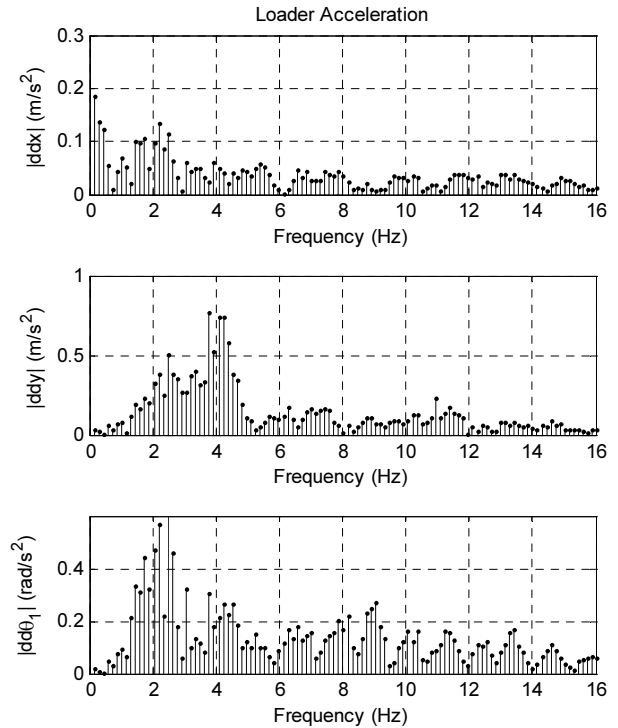 Loader Acceleration
0.3
0.2
0.1
0
|ddx| (m/s²)
0 2 4 6 8 10 12 14 16
Frequency (Hz)
1
0.5
0
|ddy| (m/s²)
0 2 4 6 8 10 12 14 16
Frequency (Hz)
0.4
0.2
0
|ddθ₁| (rad/s²)
0 2 4 6 8 10 12 14 16
Frequency (Hz)